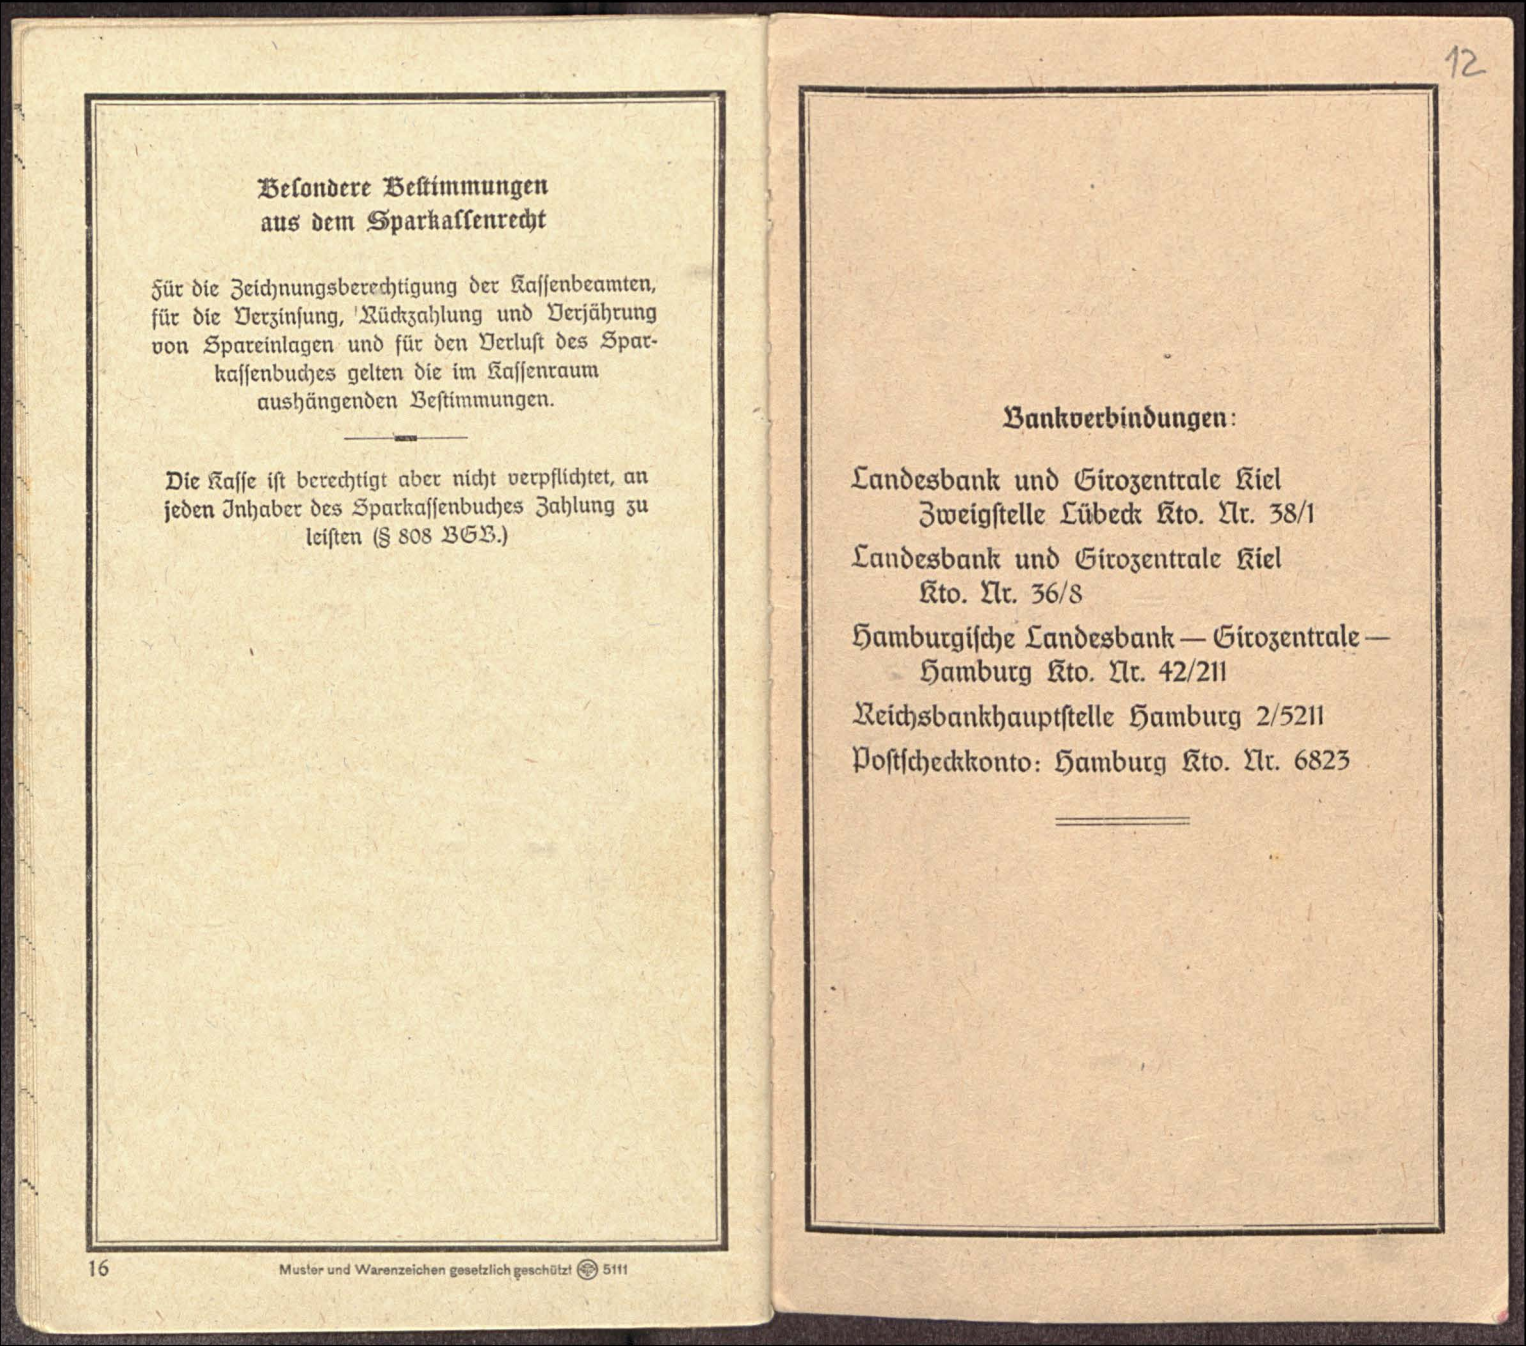 Besondere Bestimmungen
aus dem Sparkassenrecht
Für die Zeichnungsberechtigung der Kassenbeamten,
für die Verzinsung, Rückzahlung und Verjährung
von Spareinlagen und für den Verlust des Spar-
kassenbuches gelten die im Kassenraum
aushängenden Bestimmungen.
Die Kasse ist berechtigt aber nicht verpflichtet, an
jeden Inhaber des Sparkassenbuches Zahlung zu
leisten (§ 808 BGB.)
16
Muster und Warenzeichen gesetzlich geschützt 5111
12
Bankverbindungen:
Landesbank und Girozentrale Kiel
Zweigstelle Lübeck Kto. Nr. 38/1
Landesbank und Girozentrale Kiel
Kto. Nr. 36/8
Hamburgische Landesbank — Girozentrale —
Hamburg Kto. Nr. 42/211
Reichsbankhauptstelle Hamburg 2/5211
Postscheckkonto: Hamburg Kto. Nr. 6823